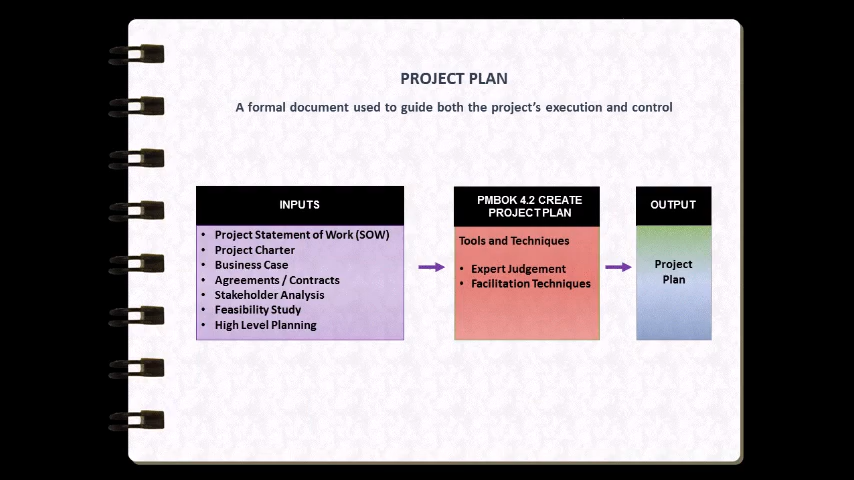 PROJECT PLAN
A formal document used to guide both the project's execution and control
INPUTS
• Project Statement of Work (SOW)
• Project Charter
• Business Case
• Agreements / Contracts
• Stakeholder Analysis
• Feasibility Study
• High Level Planning
PMBOK 4.2 CREATE
PROJECT PLAN
Tools and Techniques
• Expert Judgement
• Facilitation Techniques
OUTPUT
Project
Plan